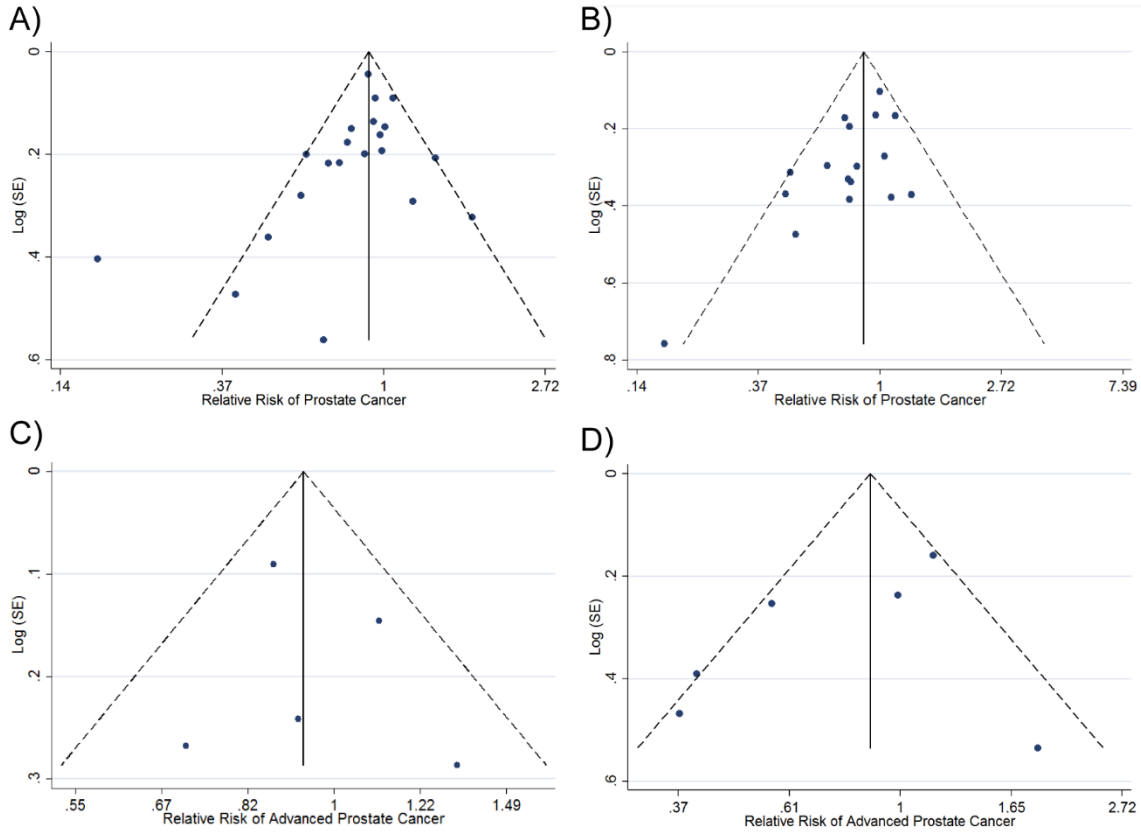 A)
0
.2
.4
.6
Log (SE)
.14 .37 1 2.72
Relative Risk of Prostate Cancer
B)
0
.2
.4
.6
.8
Log (SE)
.14 .37 1 2.72 7.39
Relative Risk of Prostate Cancer
C)
0
.1
.2
.3
Log (SE)
.55 .67 .82 1 1.22 1.49
Relative Risk of Advanced Prostate Cancer
D)
0
.2
.4
.6
Log (SE)
.37 .61 1 1.65 2.72
Relative Risk of Advanced Prostate Cancer